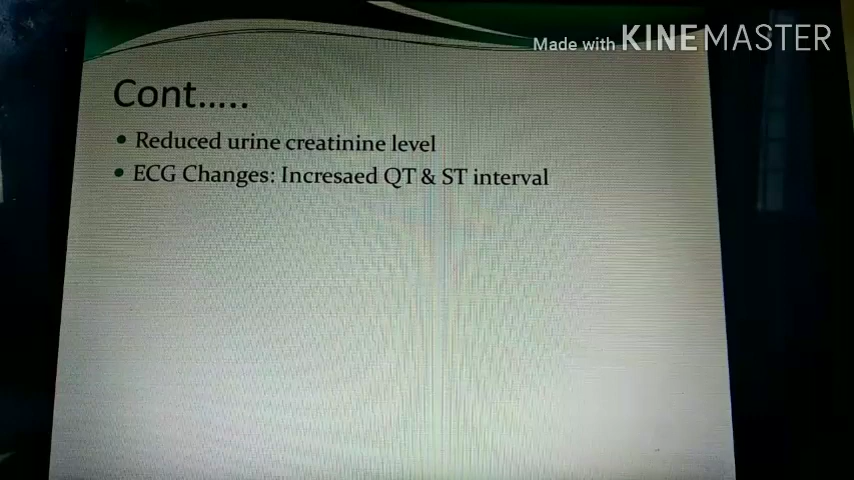 Made with KINEMASTER
Cont.....
Reduced urine creatinine level
ECG Changes: Incresaed QT & ST interval